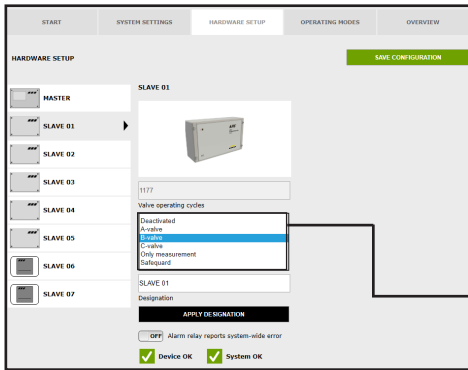 START
SYSTEM SETTINGS
HARDWARE SETUP
OPERATING MODES
OVERVIEW
HARDWARE SETUP
SAVE CONFIGURATION
MASTER
SLAVE 01
SLAVE 02
SLAVE 03
SLAVE 04
SLAVE 05
SLAVE 06
SLAVE 07
SLAVE 01
1177
Valve operating cycles
Deactivated
A-valve
B-valve
C-valve
Only measurement
Safeguard
SLAVE 01
Designation
APPLY DESIGNATION
OFF Alarm relay reports system-wide error
Device OK
System OK